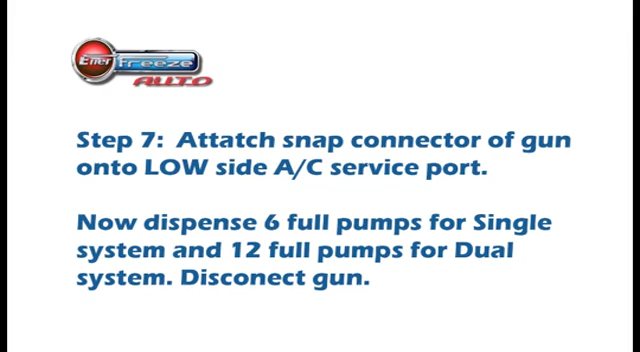 Ener freeze
AUTO
Step 7: Attatch snap connector of gun
onto LOW side A/C service port.
Now dispense 6 full pumps for Single
system and 12 full pumps for Dual
system. Disconect gun.